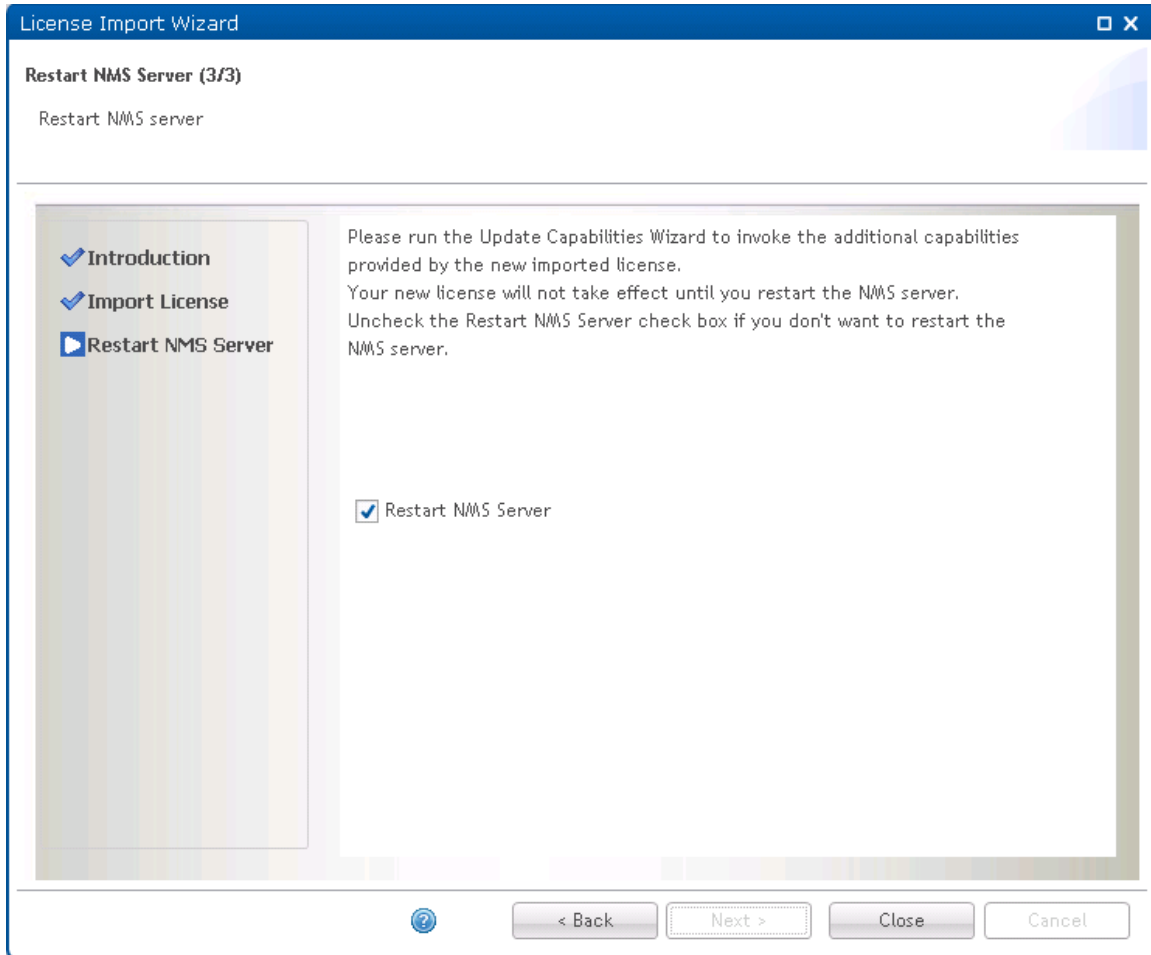 License Import Wizard
Restart NMS Server (3/3)
Restart NMS server
Introduction
Import License
Restart NMS Server
Please run the Update Capabilities Wizard to invoke the additional capabilities
provided by the new imported license.
Your new license will not take effect until you restart the NMS server.
Uncheck the Restart NMS Server check box if you don't want to restart the
NMS server.
Restart NMS Server
?
< Back
Next >
Close
Cancel